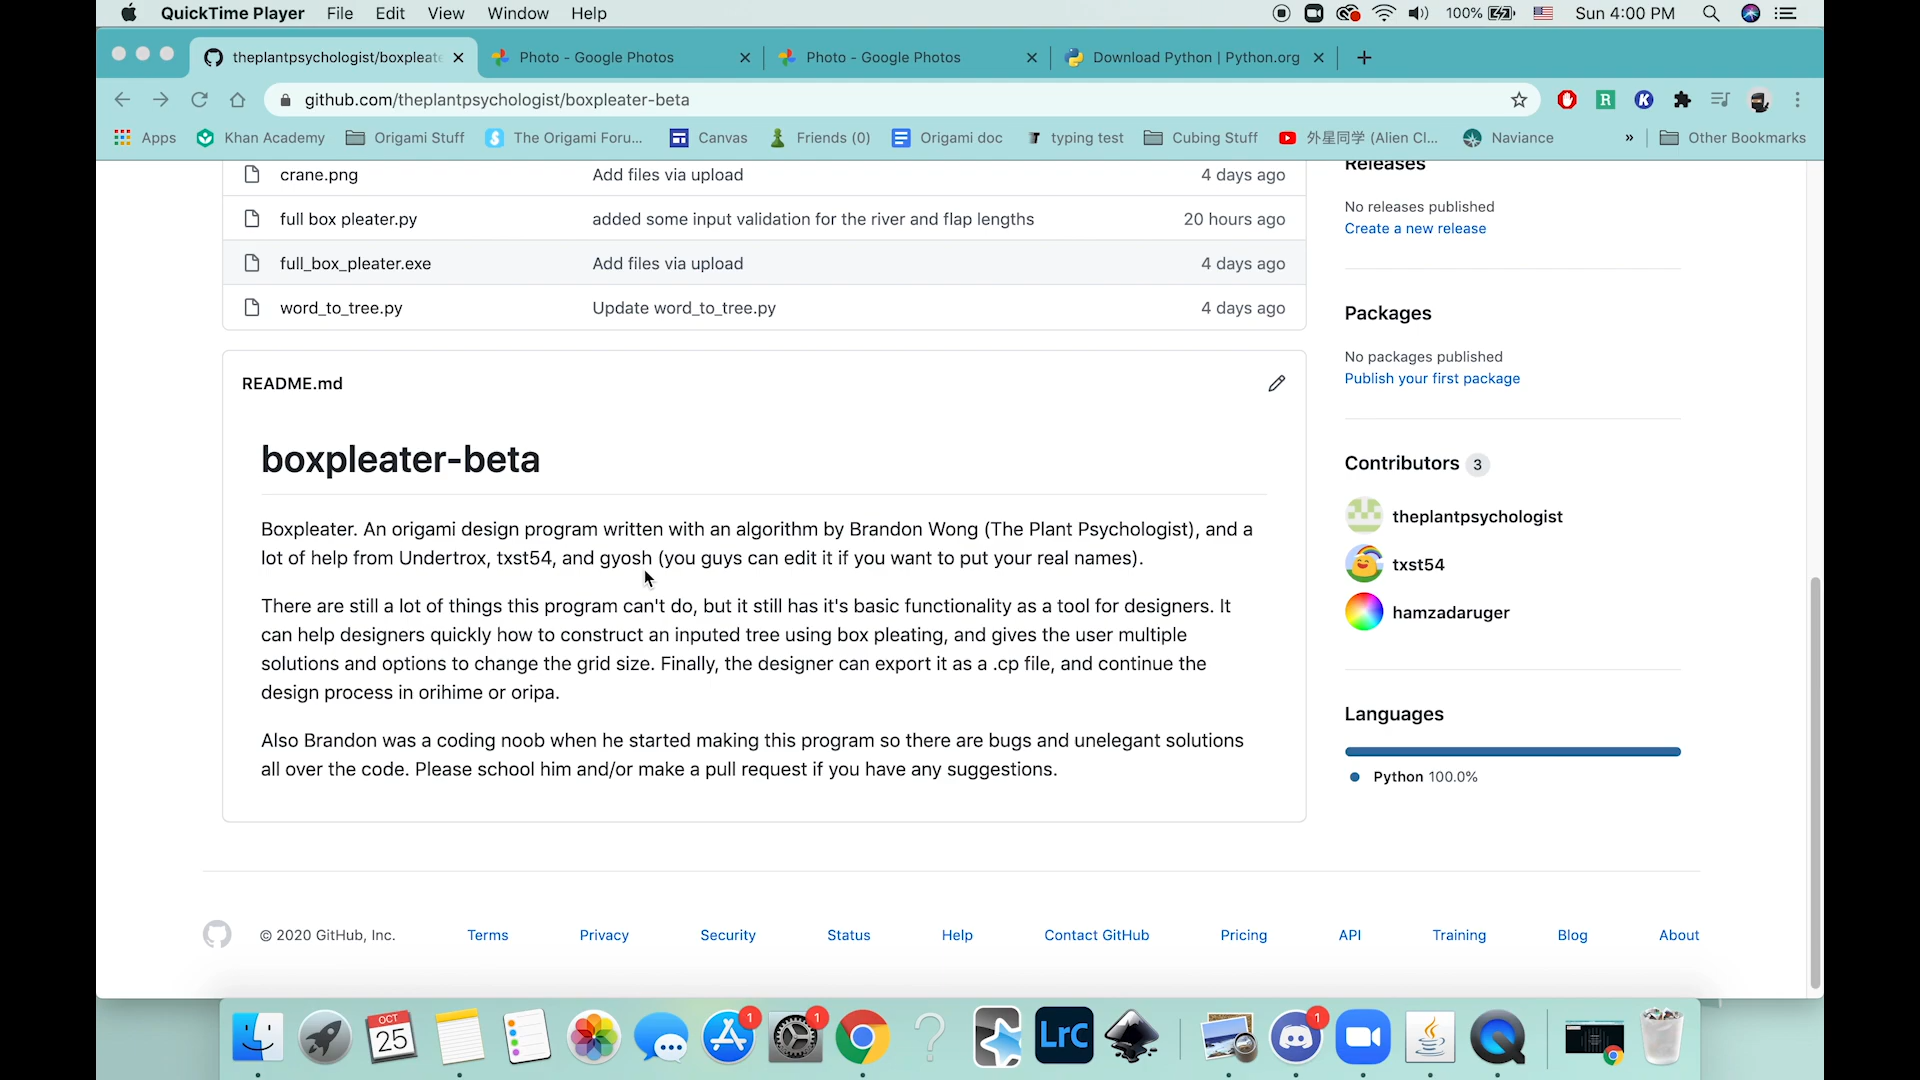 QuickTime Player File Edit View Window Help 100% Sun 4:00 PM
theplantpsychologist/boxpleate Photo - Google Photos Photo - Google Photos Download Python | Python.org
github.com/theplantpsychologist/boxpleater-beta
Apps Khan Academy Origami Stuff The Origami Foru... Canvas Friends (0) Origami doc typing test Cubing Stuff 外星同学 (Alien Cl... Naviance » Other Bookmarks
crane.png Add files via upload 4 days ago
full box pleater.py added some input validation for the river and flap lengths 20 hours ago
full_box_pleater.exe Add files via upload 4 days ago
word_to_tree.py Update word_to_tree.py 4 days ago
README.md
boxpleater-beta
Boxpleater. An origami design program written with an algorithm by Brandon Wong (The Plant Psychologist), and a
lot of help from Undertrox, txst54, and gyosh (you guys can edit it if you want to put your real names).
There are still a lot of things this program can't do, but it still has it's basic functionality as a tool for designers. It
can help designers quickly how to construct an inputed tree using box pleating, and gives the user multiple
solutions and options to change the grid size. Finally, the designer can export it as a .cp file, and continue the
design process in orihime or oripa.
Also Brandon was a coding noob when he started making this program so there are bugs and unelegant solutions
all over the code. Please school him and/or make a pull request if you have any suggestions.
Releases
No releases published
Create a new release
Packages
No packages published
Publish your first package
Contributors 3
theplantpsychologist
txst54
hamzadaruger
Languages
Python 100.0%
© 2020 GitHub, Inc. Terms Privacy Security Status Help Contact GitHub Pricing API Training Blog About
OCT
25
1
1
LrC
1